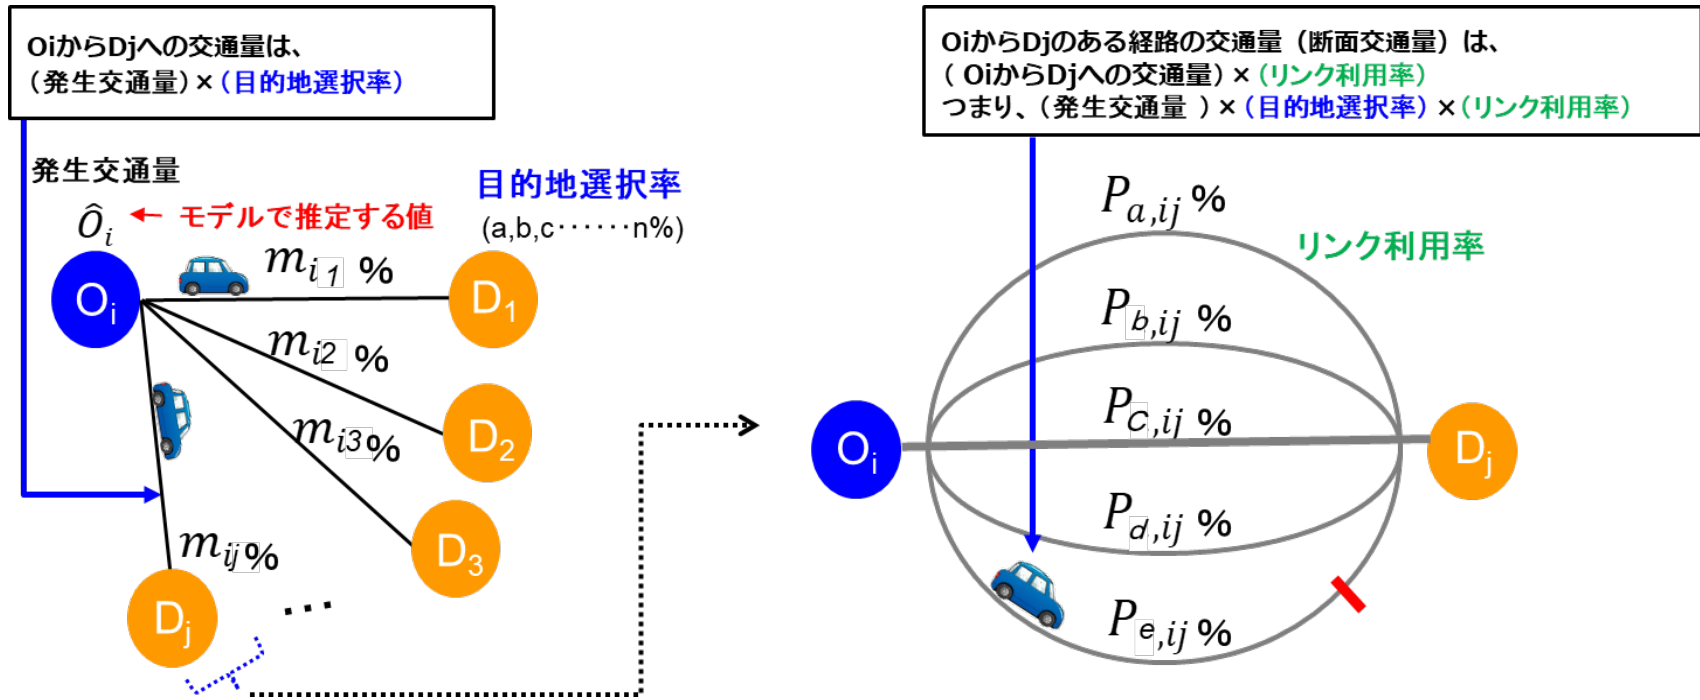 OiからDjへの交通量は、
（発生交通量）×（目的地選択率）
OiからDjのある経路の交通量（断面交通量）は、
（ OiからDjへの交通量）×（リンク利用率）
つまり、（発生交通量 ）×（目的地選択率）×（リンク利用率）
発生交通量
目的地選択率
Ôi ← モデルで推定する値
(a,b,c‥‥‥n%)
Oi
mi1 %
D1
mi2 %
D2
mi3%
D3
mij%
Dj
…
Pa,ij %
リンク利用率
Pb,ij %
PC,ij %
Oi
Dj
Pd,ij %
Pe,ij %